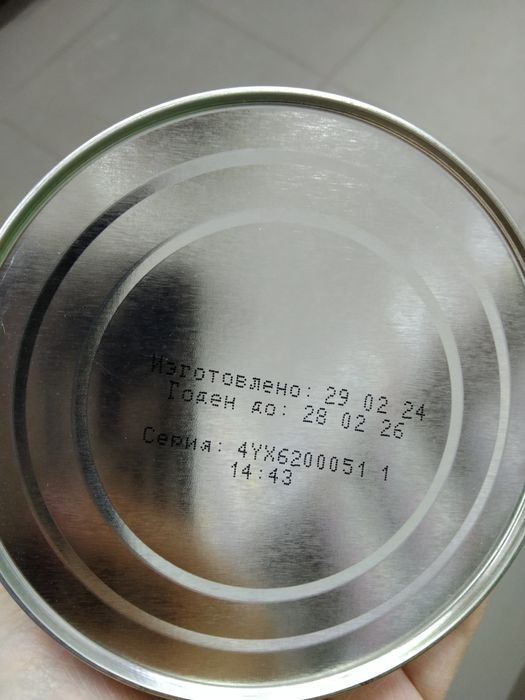 Изготовлено: 29 02 24
Годен до: 28 02 26
Серия: 4YX6200051 1
14:43